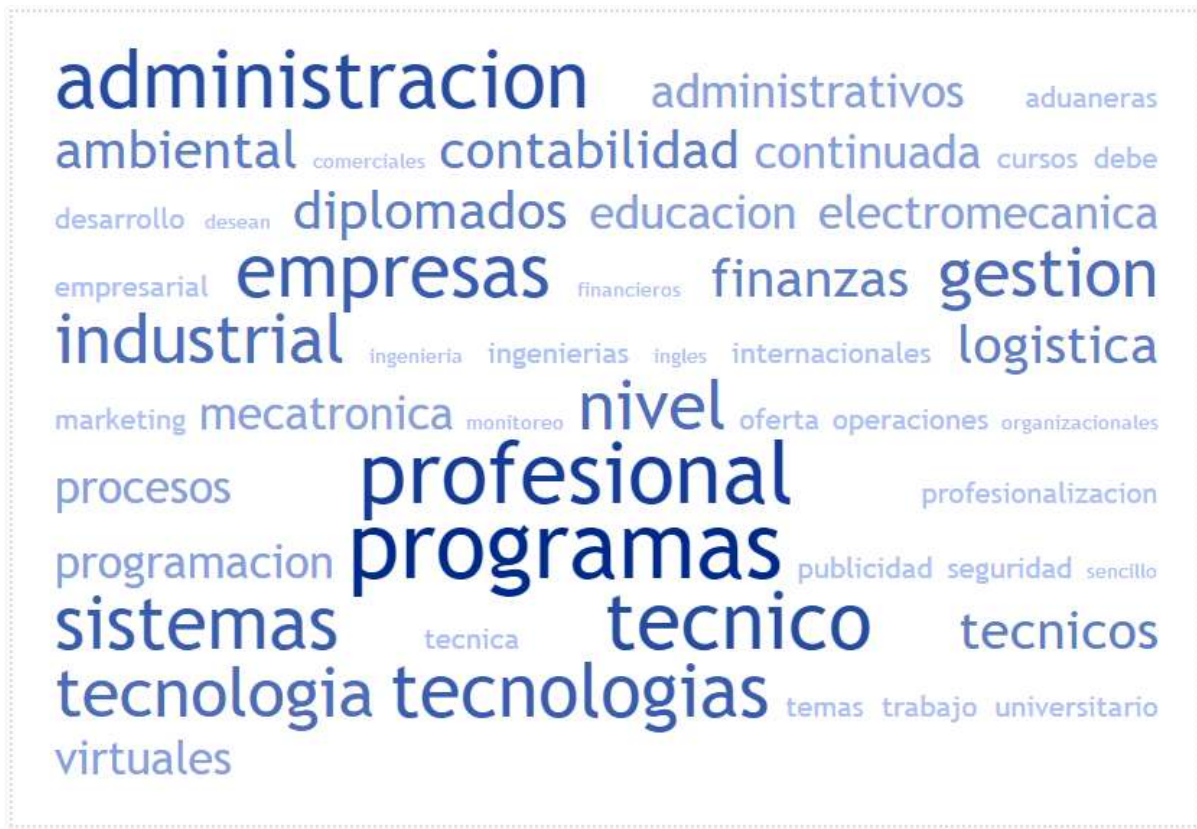 administracion administrativos aduaneras
ambiental comerciales contabilidad continuada cursos debe
desarrollo desean diplomados educacion electromecanica
empresarial empresas financieros finanzas gestion
industrial ingenieria ingenierias ingles internacionales logistica
marketing mecatronica monitoreo nivel oferta operaciones organizacionales
procesos profesional profesionalizacion
programacion programas publicidad seguridad sencillo
sistemas tecnica tecnico tecnicos
tecnologia tecnologias temas trabajo universitario
virtuales